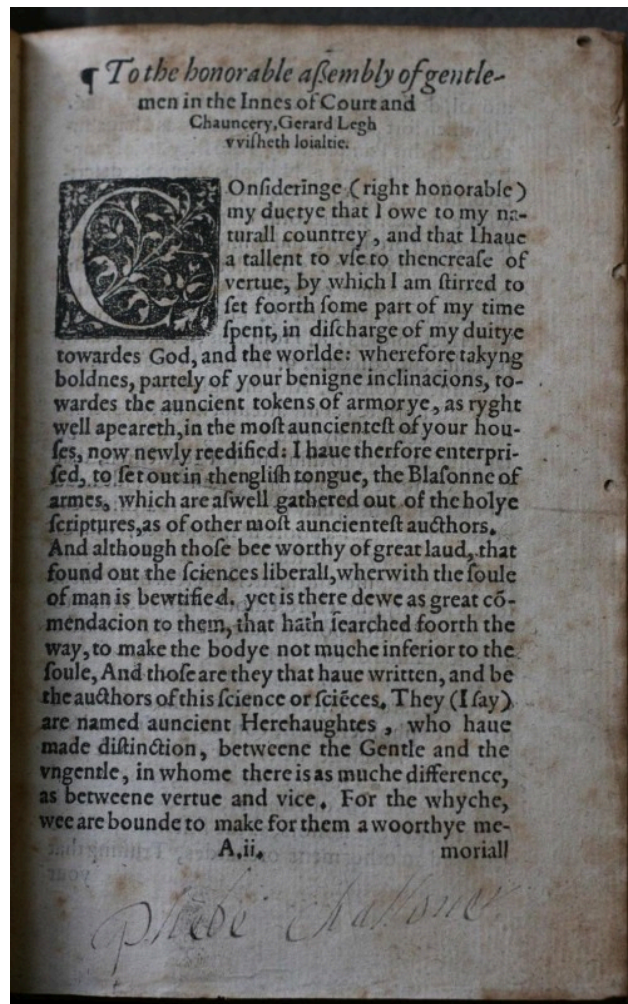 ¶ To the honorable aßembly of gentle-
men in the Innes of Court and
Chauncery, Gerard Legh
vviſheth loialtie.
COnſiderīnge (right honorable)
my duetye that I owe to my na-
turall countrey, and that I haue
a tallent to vſe to thencreaſe of
vertue, by which I am ſtirred to
ſet foorth ſome part of my time
ſpent, in diſcharge of my duitye
towardes God, and the worlde: wherefore takyng
boldnes, partely of your benigne inclinacions, to-
wardes the auncient tokens of armorye, as ryght
well apeareth, in the moſt auncienteſt of your hou-
ſes, now newly reedified: I haue therfore enterpri-
ſed, to ſet out in thengliſh tongue, the Blaſonne of
armes, which are aſwell gathered out of the holye
ſcriptures, as of other moſt auncienteſt aucthors.
And although thoſe bee worthy of great laud, that
found out the ſciences liberall, wherwith the ſoule
of man is bewtified. yet is there dewe as great cō-
mendacion to them, that hath ſearched foorth the
way, to make the bodye not muche inferior to the
ſoule, And thoſe are they that haue written, and be
the aucthors of this ſcience or ſciēces. They (I ſay)
are named auncient Herehaughtes, who haue
made diſtinction, betweene the Gentle and the
vngentle, in whome there is as muche difference,
as betweene vertue and vice. For the whyche,
wee are bounde to make for them a woorthye me-
A.ii. moriall
Phebe Challoner